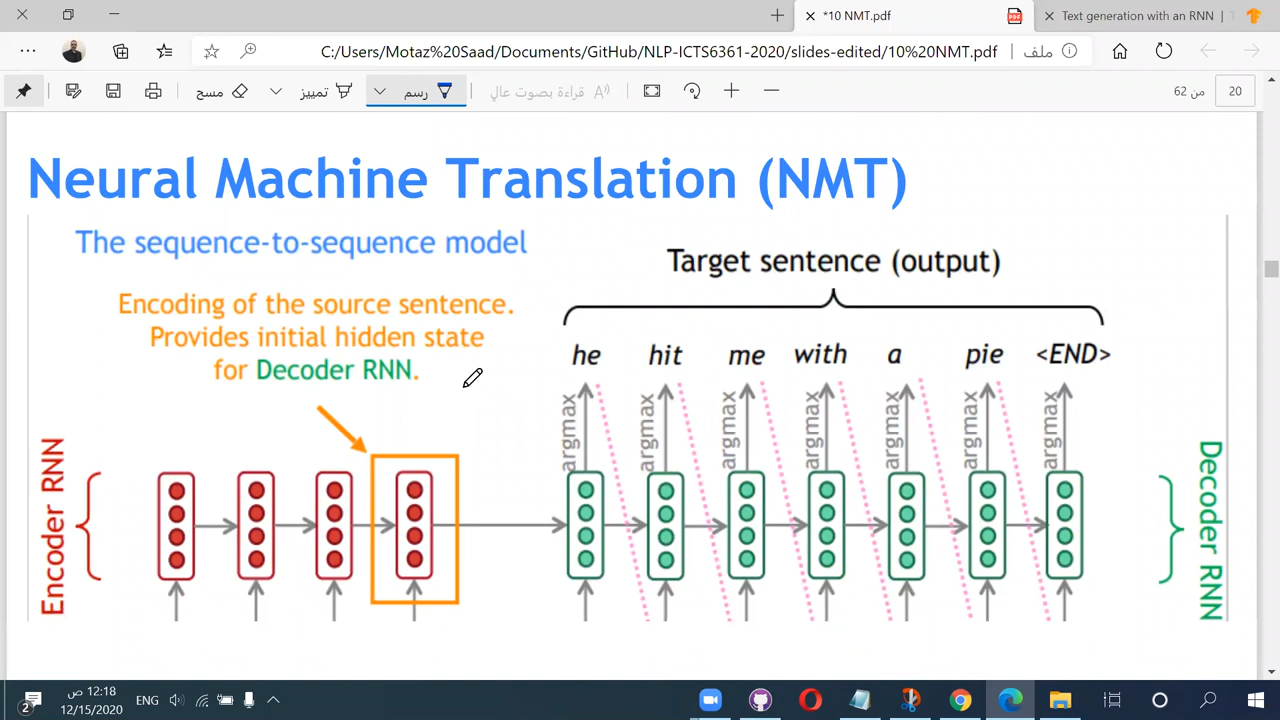 *10 NMT.pdf
Text generation with an RNN | T
C:/Users/Motaz%20Saad/Documents/GitHub/NLP-ICTS6361-2020/slides-edited/10%20NMT.pdf
ملف
مسح
تمييز
رسم
قراءة بصوت عالي
من 62
20
Neural Machine Translation (NMT)
The sequence-to-sequence model
Encoding of the source sentence.
Provides initial hidden state
for Decoder RNN.
Target sentence (output)
he hit me with a pie <END>
argmax argmax argmax argmax argmax argmax argmax
Encoder RNN
Decoder RNN
12:18 ص
12/15/2020
ENG
2